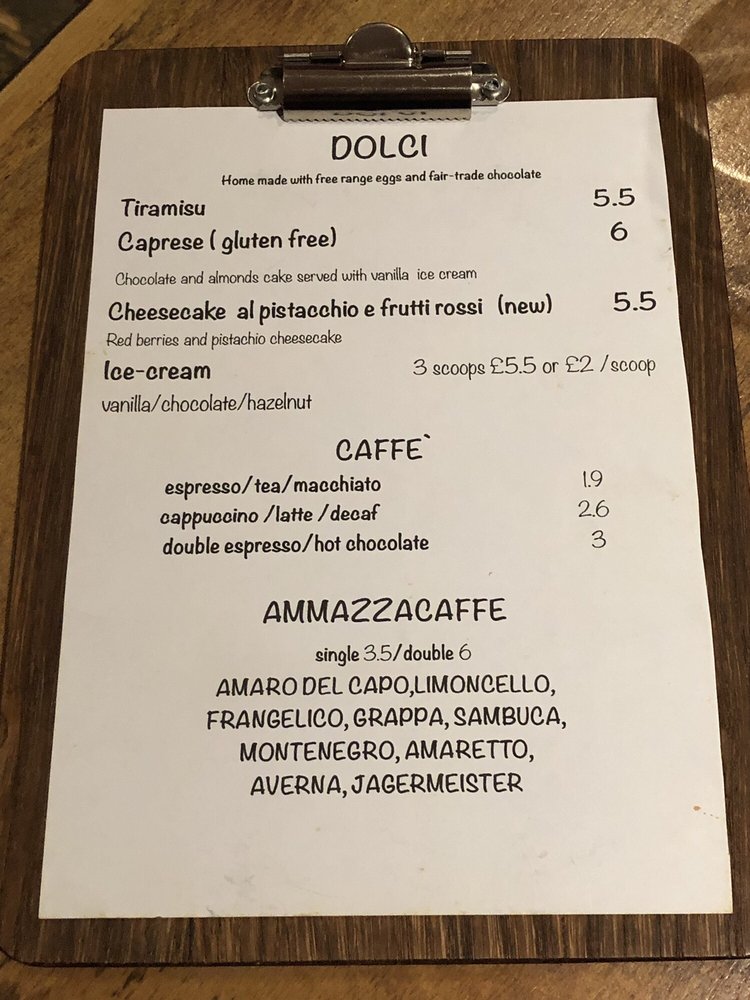 DOLCI
Home made with free range eggs and fair-trade chocolate
Tiramisu 5.5
Caprese ( gluten free) 6
Chocolate and almonds cake served with vanilla ice cream
Cheesecake al pistacchio e frutti rossi (new) 5.5
Red berries and pistachio cheesecake
Ice-cream 3 scoops £5.5 or £2 /scoop
vanilla/chocolate/hazelnut
CAFFE`
espresso/tea/macchiato 1.9
cappuccino /latte /decaf 2.6
double espresso/hot chocolate 3
AMMAZZACAFFE
single 3.5/double 6
AMARO DEL CAPO,LIMONCELLO,
FRANGELICO, GRAPPA, SAMBUCA,
MONTENEGRO, AMARETTO,
AVERNA, JAGERMEISTER